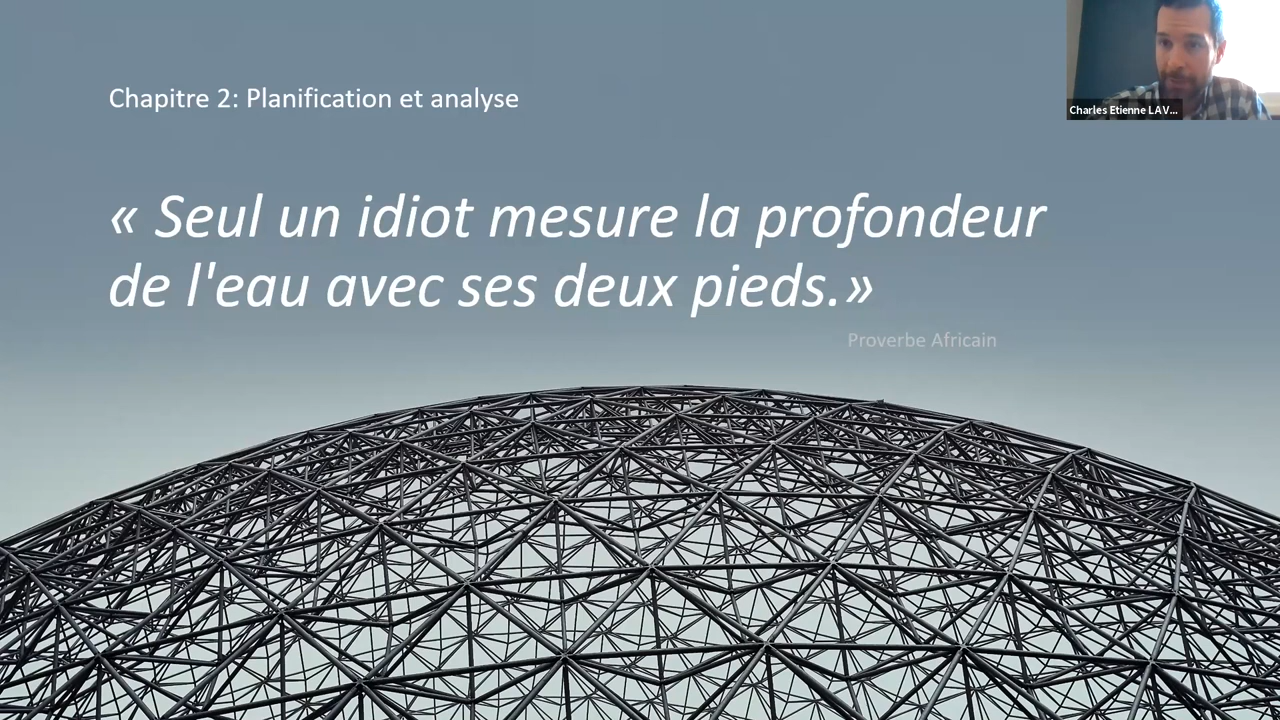 Chapitre 2: Planification et analyse
Charles Etienne LAV...
« Seul un idiot mesure la profondeur
de l'eau avec ses deux pieds.»
Proverbe Africain